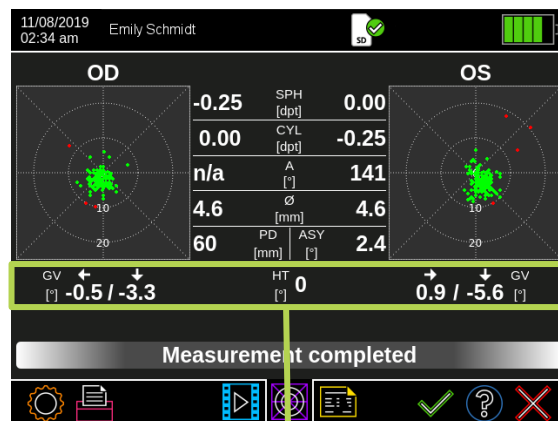 11/08/2019
02:34 am
Emily Schmidt
SD
OD
OS
-0.25 SPH [dpt] 0.00
0.00 CYL [dpt] -0.25
n/a A [°] 141
4.6 Ø [mm] 4.6
60 PD [mm] ASY [°] 2.4
10
20
10
20
GV [°] -0.5 / -3.3
HT [°] 0
0.9 / -5.6 GV [°]
Measurement completed
?